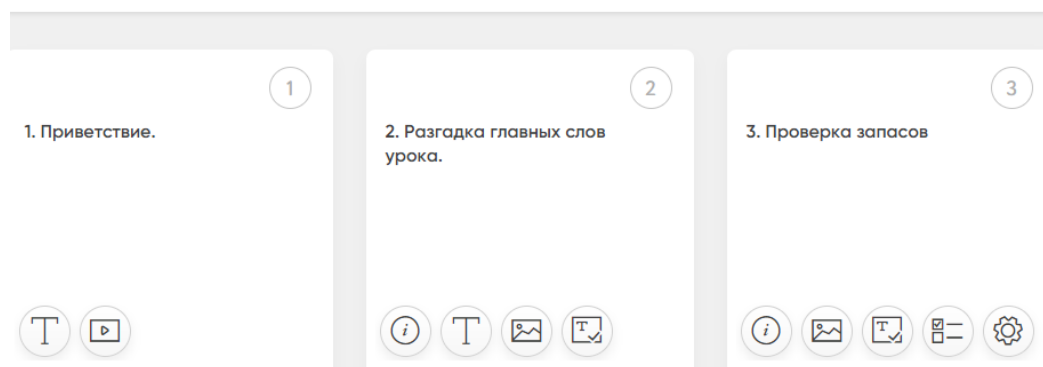 1
1. Приветствие.
2
2. Разгадка главных слов
урока.
3
3. Проверка запасов
T
i
T
T
i
T